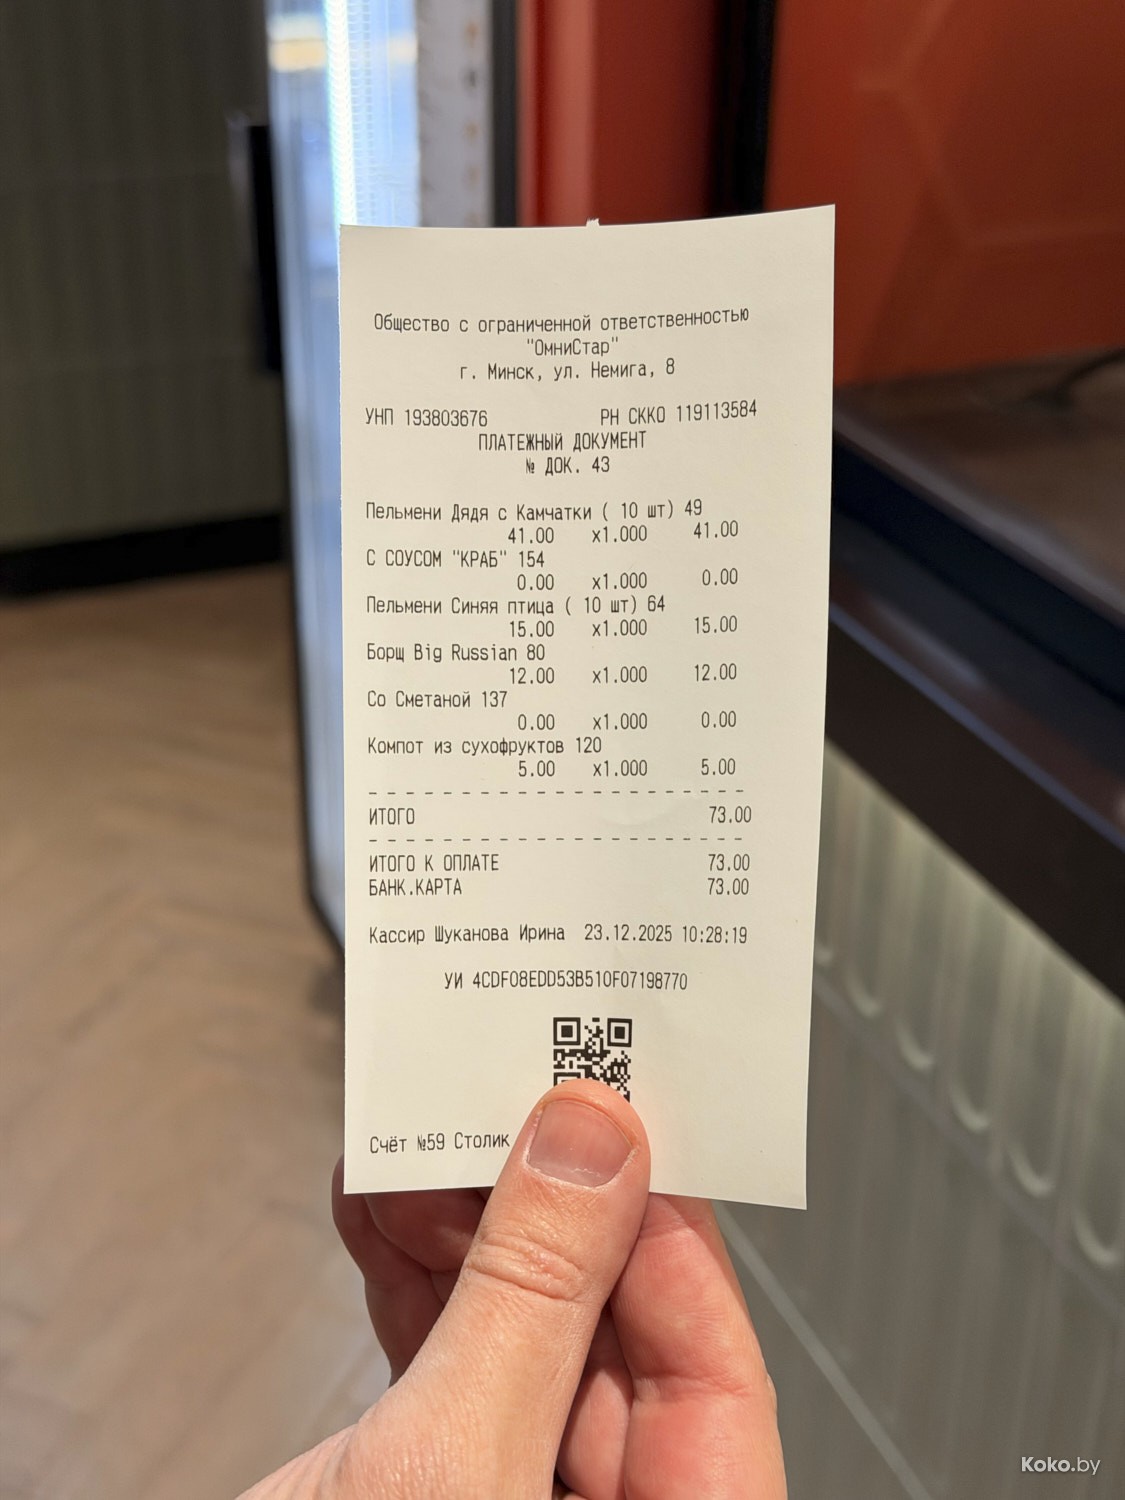 Общество с ограниченной ответственностью
"ОмниСтар"
г. Минск, ул. Немига, 8
УНП 193803676 РН СККО 119113584
ПЛАТЕЖНЫЙ ДОКУМЕНТ
№ ДОК. 43
Пельмени Дядя с Камчатки ( 10 шт) 49
41.00 x1.000 41.00
С СОУСОМ "КРАБ" 154
0.00 x1.000 0.00
Пельмени Синяя птица ( 10 шт) 64
15.00 x1.000 15.00
Борщ Big Russian 80
12.00 x1.000 12.00
Со Сметаной 137
0.00 x1.000 0.00
Компот из сухофруктов 120
5.00 x1.000 5.00
ИТОГО 73.00
ИТОГО К ОПЛАТЕ 73.00
БАНК.КАРТА 73.00
Кассир Шуканова Ирина 23.12.2025 10:28:19
УИ 4CDF08EDD53B510F07198770
Счёт №59 Столик
Koko.by